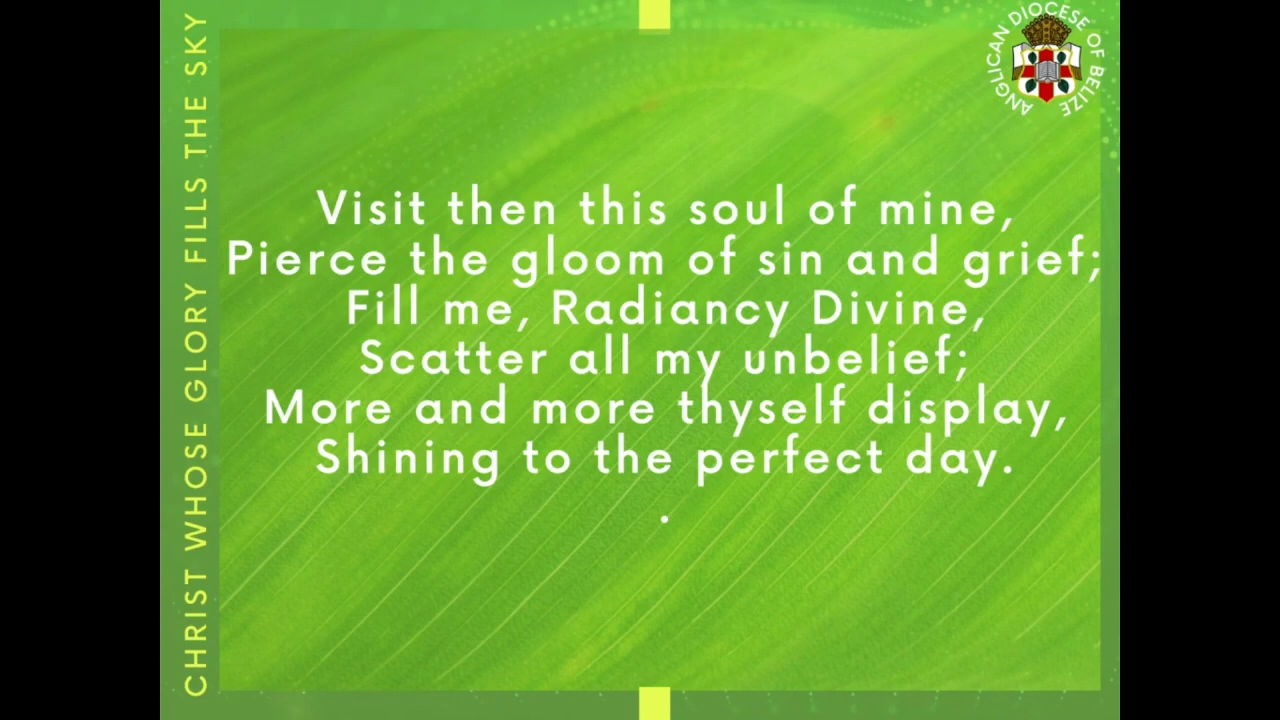 CHRIST WHOSE GLORY FILLS THE SKY
ANGLICAN DIOCESE OF BELIZE
Visit then this soul of mine,
Pierce the gloom of sin and grief;
Fill me, Radiancy Divine,
Scatter all my unbelief;
More and more thyself display,
Shining to the perfect day.
.